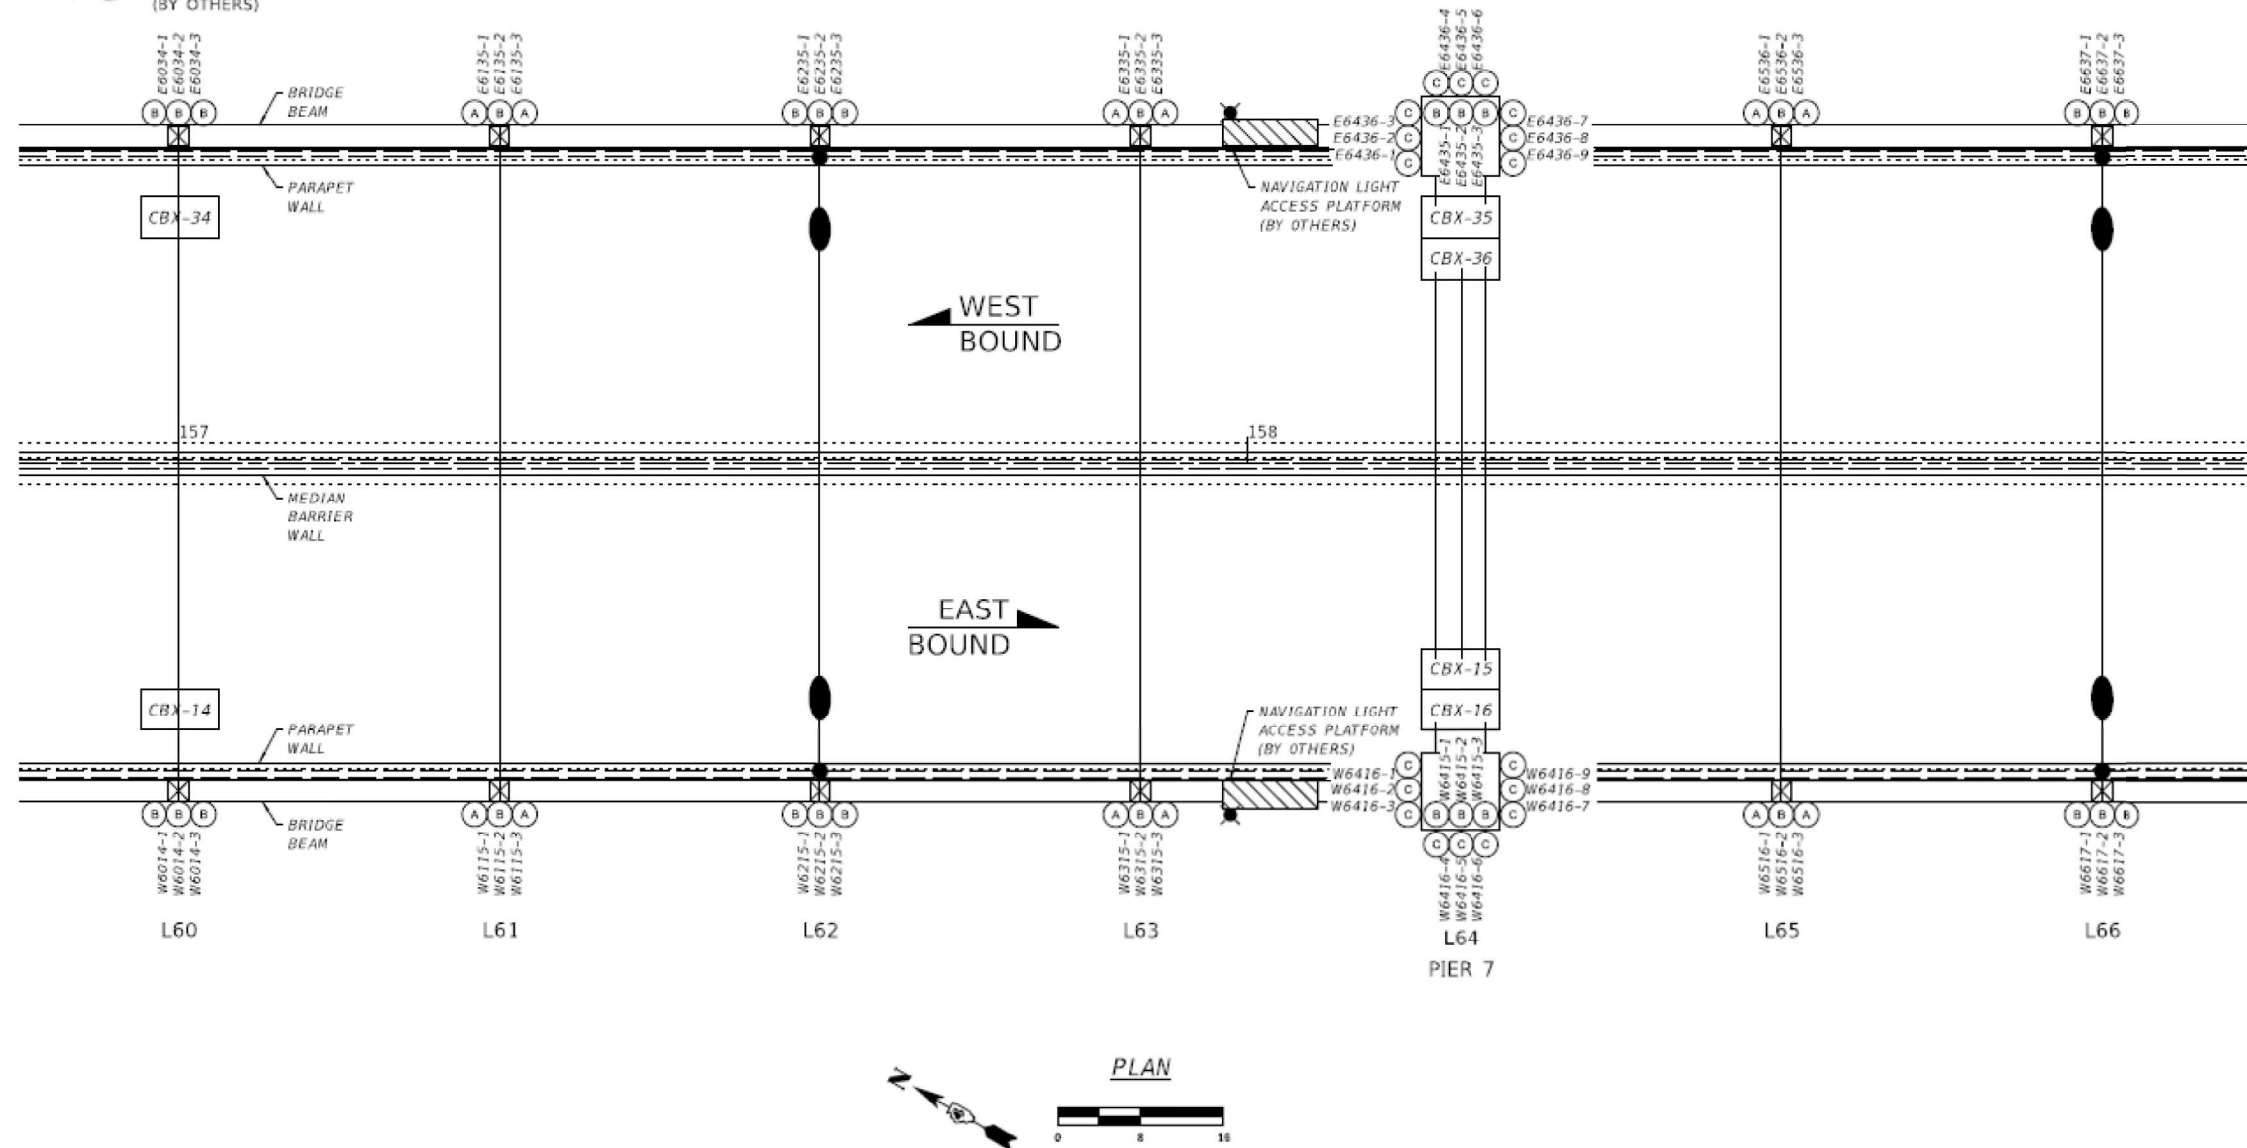 (BY OTHERS)
E6034-1
E6034-2
E6034-3
E6135-1
E6135-2
E6135-3
E6235-1
E6235-2
E6235-3
E6335-1
E6335-2
E6335-3
E6436-4
E6436-5
E6436-6
E6536-1
E6536-2
E6536-3
E6637-1
E6637-2
E6637-3
C C C
B B B
A B A
B B B
A B A
C B B B C
A B A
B B B
BRIDGE
BEAM
E6436-3
E6436-2 C
E6436-1 C
E6435-1
E6435-2
E6435-3
E6436-7
C E6436-8
C E6436-9
PARAPET
WALL
NAVIGATION LIGHT
ACCESS PLATFORM
(BY OTHERS)
CBX-34
CBX-35
CBX-36
WEST
BOUND
157
158
MEDIAN
BARRIER
WALL
EAST
BOUND
CBX-14
CBX-15
CBX-16
PARAPET
WALL
NAVIGATION LIGHT
ACCESS PLATFORM
(BY OTHERS)
W6416-1 C
W6416-2 C
W6416-3
W6415-1
W6415-2
W6415-3
C W6416-9
C W6416-8
W6416-7
B B B
A B A
B B B
A B A
C B B B C
A B A
B B B
C C C
BRIDGE
BEAM
W6014-1
W6014-2
W6014-3
W6115-1
W6115-2
W6115-3
W6215-1
W6215-2
W6215-3
W6315-1
W6315-2
W6315-3
W6416-4
W6416-5
W6416-6
W6516-1
W6516-2
W6516-3
W6617-1
W6617-2
W6617-3
L60
L61
L62
L63
L64
L65
L66
PIER 7
PLAN
N
0 8 16